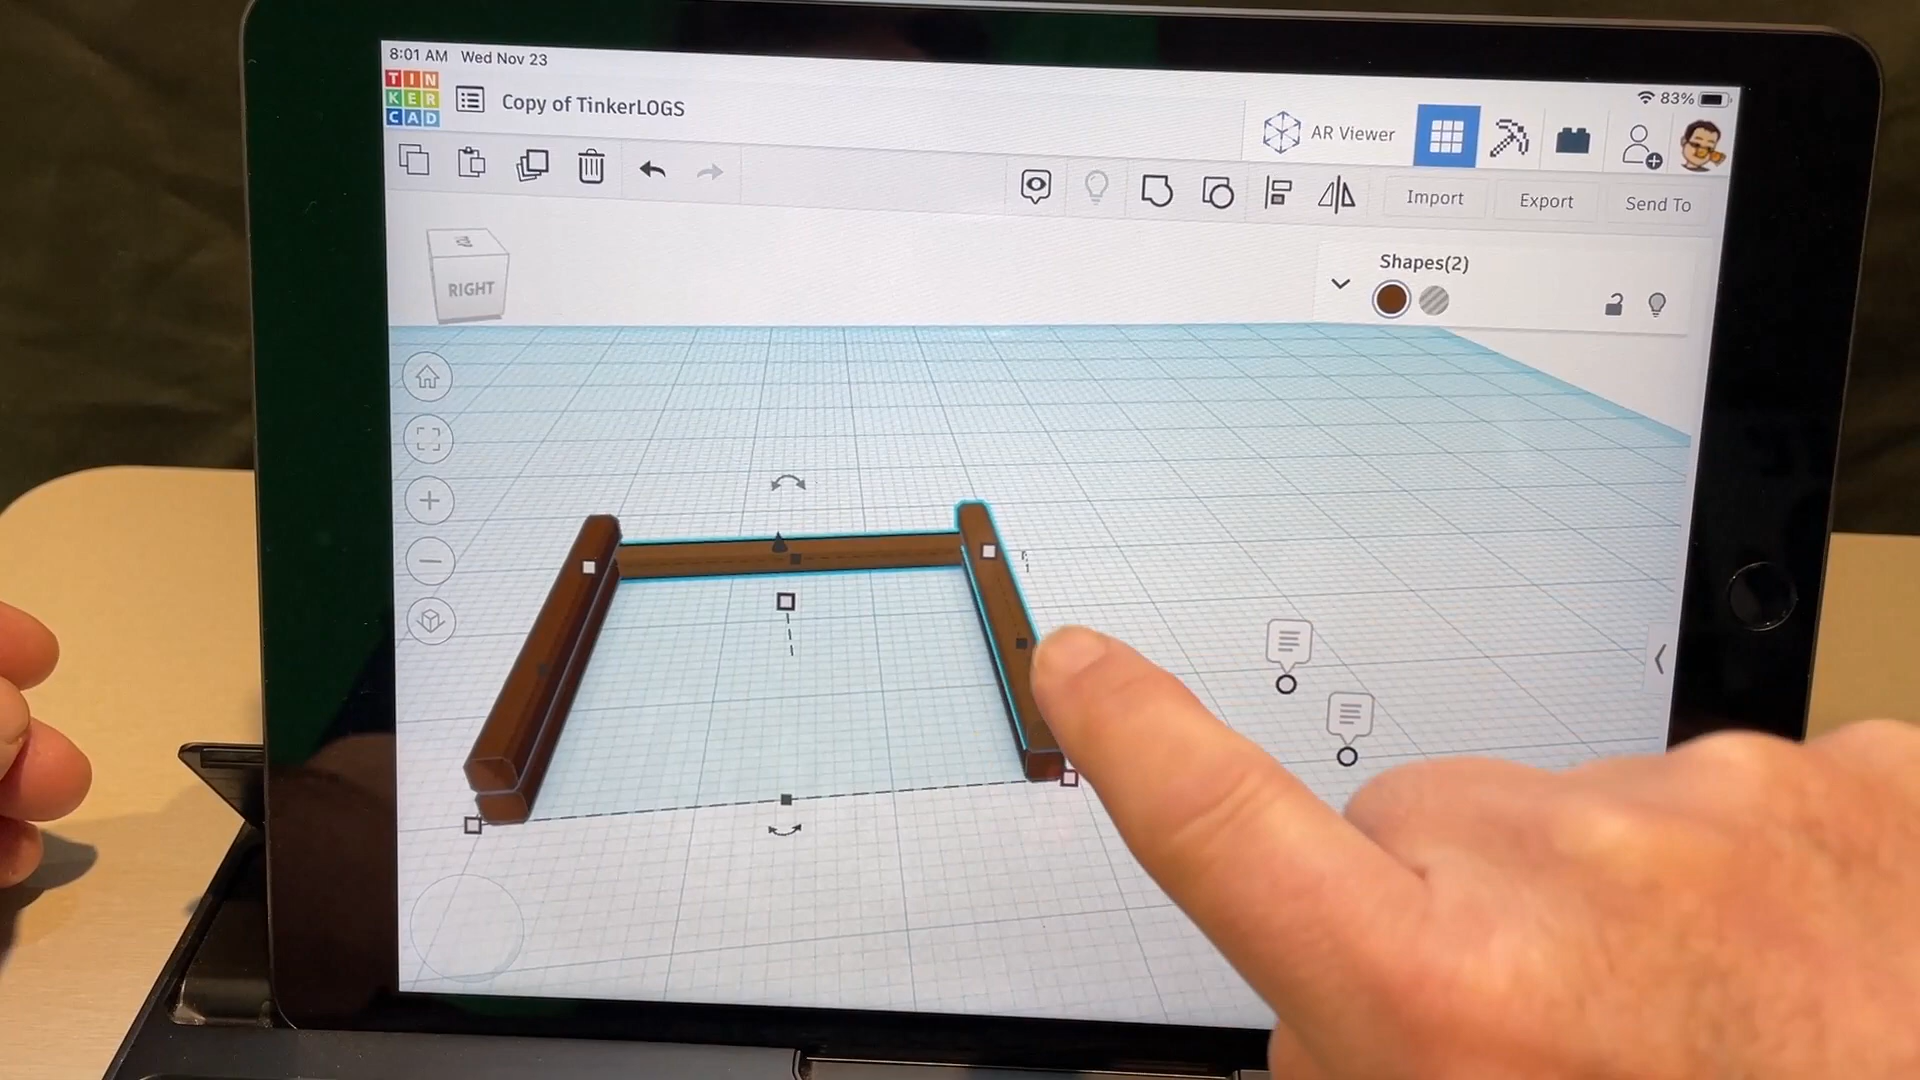 8:01 AM Wed Nov 23
83%
TIN
KER
CAD
Copy of TinkerLOGS
AR Viewer
Import
Export
Send To
Shapes(2)
RIGHT